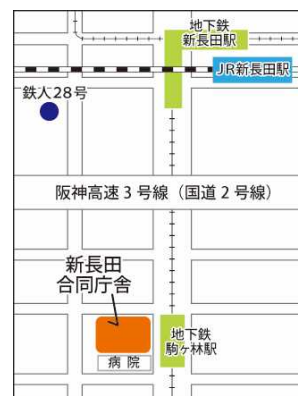 地下鉄
新長田駅
JR新長田駅
鉄人28号
阪神高速3号線(国道2号線)
新長田
合同庁舎
地下鉄
駒ヶ林駅
病院